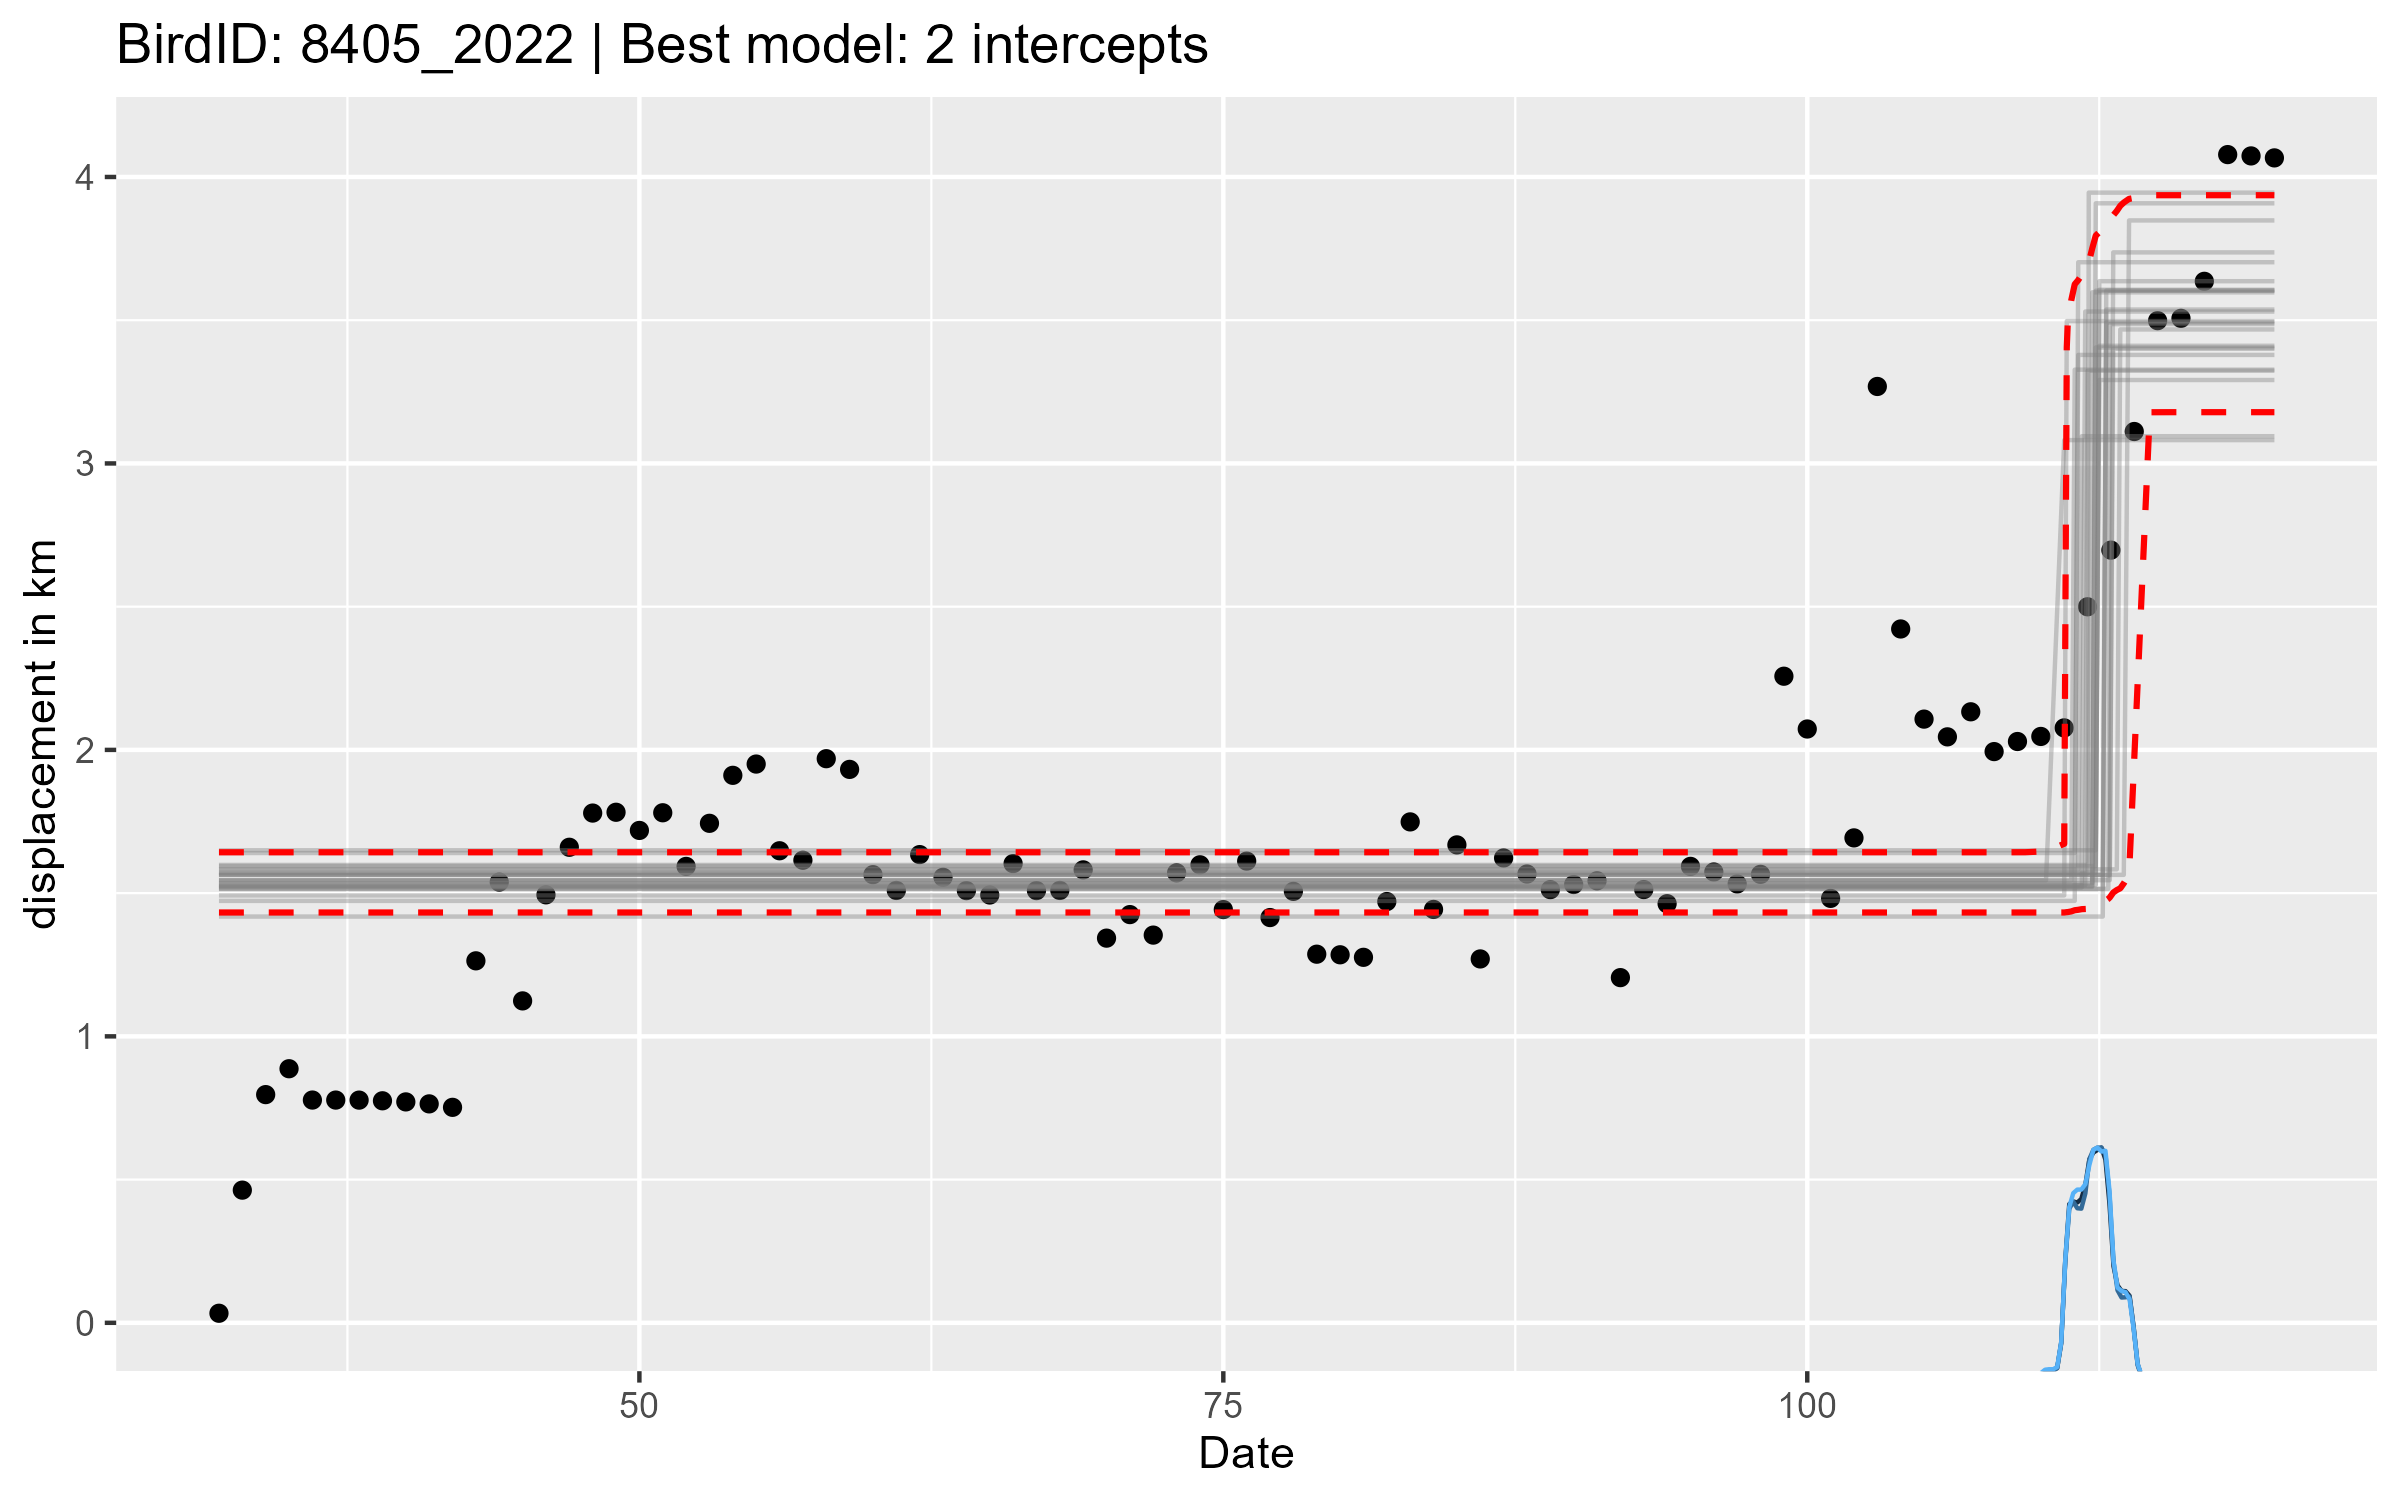 BirdID: 8405_2022 | Best model: 2 intercepts
displacement in km
4
3
2
1
0
50
75
100
Date